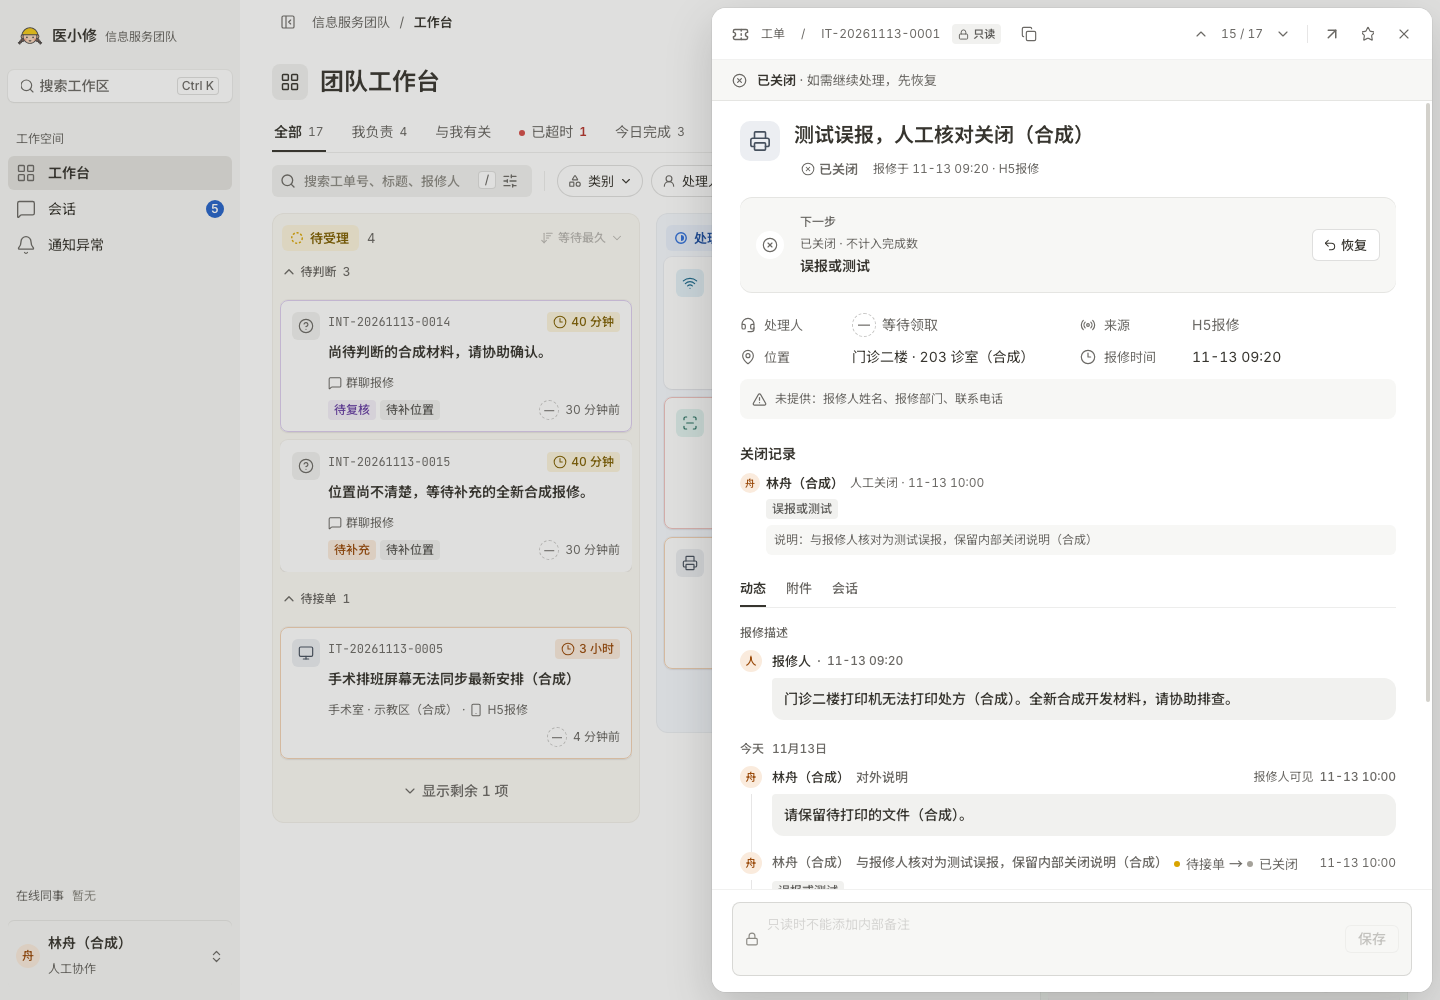 医小修 信息服务团队
搜索工作区 Ctrl K
工作空间
工作台
会话 5
通知异常
在线同事 暂无
舟 林舟（合成）
人工协作
信息服务团队 / 工作台
团队工作台
全部 17 我负责 4 与我有关 已超时 1 今日完成 3
搜索工单号、标题、报修人 / 类别 处理人
待受理 4 等待最久
待判断 3
INT-20261113-0014 40 分钟
尚待判断的合成材料，请协助确认。
群聊报修
待复核 待补位置 30 分钟前
INT-20261113-0015 40 分钟
位置尚不清楚，等待补充的全新合成报修。
群聊报修
待补充 待补位置 30 分钟前
待接单 1
IT-20261113-0005 3 小时
手术排班屏幕无法同步最新安排（合成）
手术室 · 示教区（合成） · H5报修
4 分钟前
显示剩余 1 项
工单 / IT-20261113-0001 只读 15 / 17
已关闭 · 如需继续处理，先恢复
测试误报，人工核对关闭（合成）
已关闭 报修于 11-13 09:20 · H5报修
下一步
已关闭 · 不计入完成数
误报或测试
恢复
处理人 等待领取 来源 H5报修
位置 门诊二楼 · 203 诊室（合成） 报修时间 11-13 09:20
未提供：报修人姓名、报修部门、联系电话
关闭记录
舟 林舟（合成） 人工关闭 · 11-13 10:00
误报或测试
说明：与报修人核对为测试误报，保留内部关闭说明（合成）
动态 附件 会话
报修描述
人 报修人 · 11-13 09:20
门诊二楼打印机无法打印处方（合成）。全新合成开发材料，请协助排查。
今天 11月13日
舟 林舟（合成） 对外说明 报修人可见 11-13 10:00
请保留待打印的文件（合成）。
舟 林舟（合成） 与报修人核对为测试误报，保留内部关闭说明（合成） 待接单 → 已关闭 11-13 10:00
误报或测试
只读时不能添加内部备注
保存